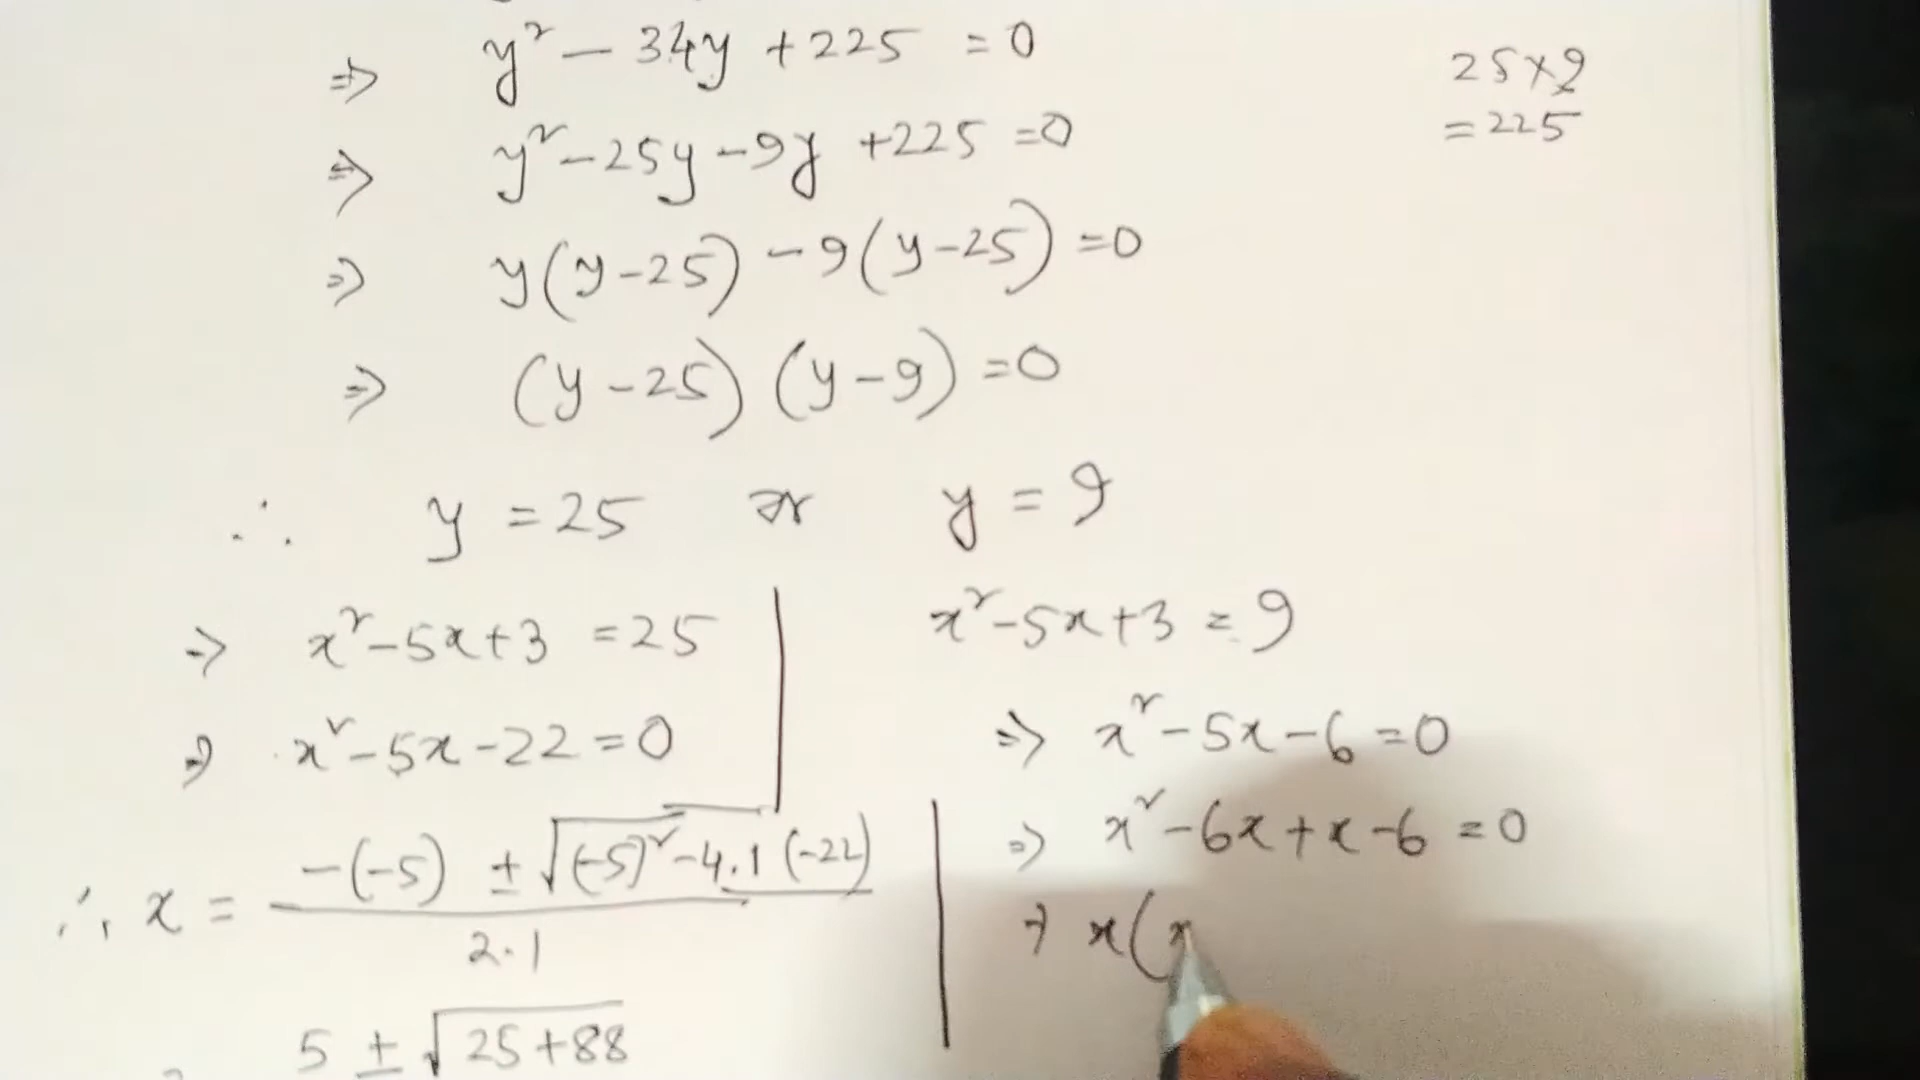 ⇒ y² − 34y + 225 = 0
25 × 9
= 225
⇒ y² − 25y − 9y + 225 = 0
⇒ y(y − 25) − 9(y − 25) = 0
⇒ (y − 25) (y − 9) = 0
∴ y = 25 or y = 9
⇒ x² − 5x + 3 = 25
⇒ x² − 5x − 22 = 0
∴ x = (−(−5) ± √((−5)² − 4.1(−22))) / 2·1
5 ± √(25 + 88)
x² − 5x + 3 = 9
⇒ x² − 5x − 6 = 0
⇒ x² − 6x + x − 6 = 0
⇒ x(x